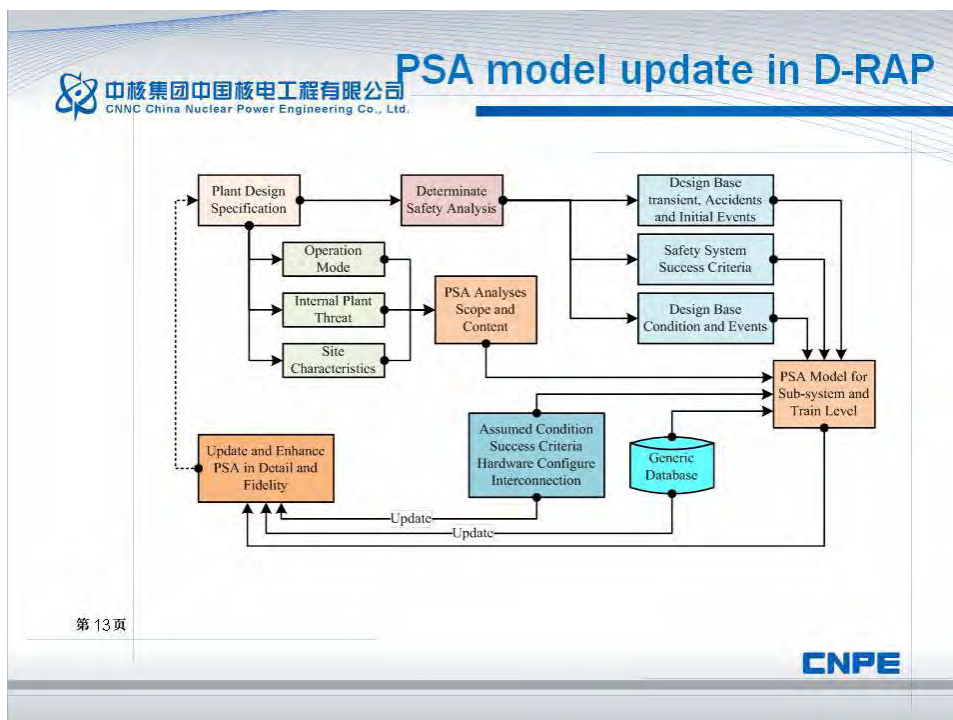 PSA model update in D-RAP
中核集团中国核电工程有限公司
CNNC China Nuclear Power Engineering Co., Ltd.
Plant Design
Specification
Determinate
Safety Analysis
Design Base
transient, Accidents
and Initial Events
Operation
Mode
Safety System
Success Criteria
Internal Plant
Threat
PSA Analyses
Scope and
Content
Design Base
Condition and Events
Site
Characteristics
PSA Model for
Sub-system and
Train Level
Assumed Condition
Success Criteria
Hardware Configure
Interconnection
Generic
Database
Update and Enhance
PSA in Detail and
Fidelity
Update
Update
第 13 页
CNPE